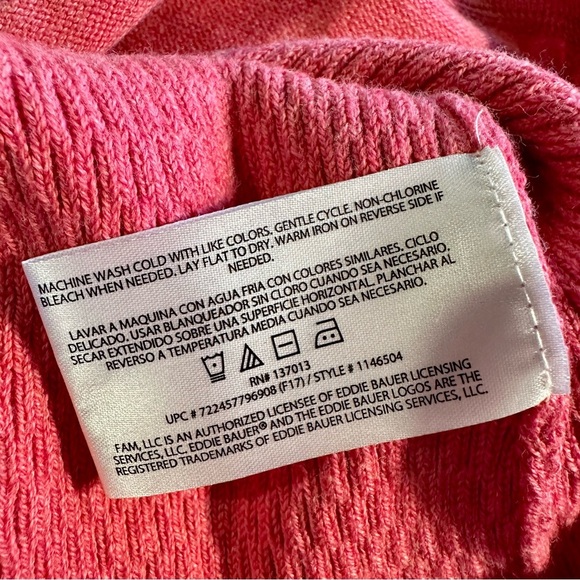 MACHINE WASH COLD WITH LIKE COLORS. GENTLE CYCLE. NON-CHLORINE
BLEACH WHEN NEEDED. LAY FLAT TO DRY. WARM IRON ON REVERSE SIDE IF
NEEDED.
LAVAR A MAQUINA CON AGUA FRIA CON COLORES SIMILARES. CICLO
DELICADO. USAR BLANQUEADOR SIN CLORO CUANDO SEA NECESARIO.
SECAR EXTENDIDO SOBRE UNA SUPERFICIE HORIZONTAL. PLANCHAR AL
REVERSO A TEMPERATURA MEDIA CUANDO SEA NECESARIO.
RN# 137013
UPC # 722457796908 (F17) / STYLE # 1146504
FAM, LLC IS AN AUTHORIZED LICENSEE OF EDDIE BAUER LICENSING
SERVICES, LLC. EDDIE BAUER® AND THE EDDIE BAUER LOGOS ARE THE
REGISTERED TRADEMARKS OF EDDIE BAUER LICENSING SERVICES, LLC.